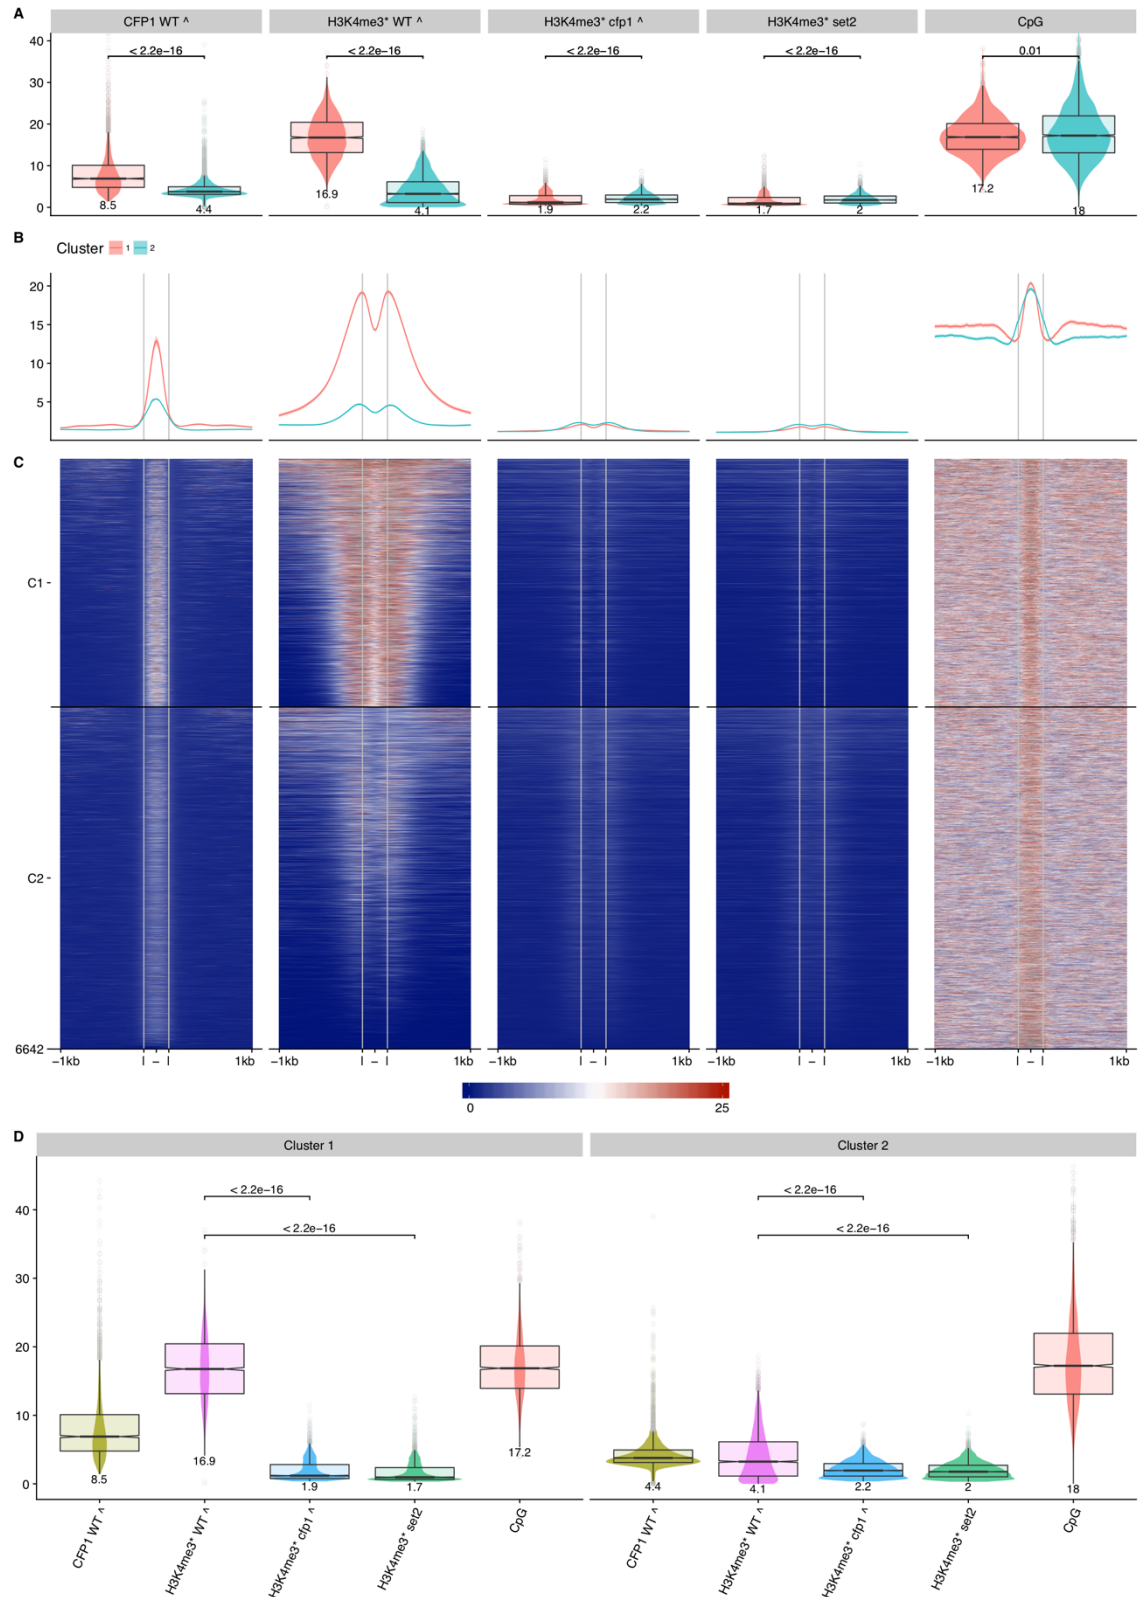 A
CFP1 WT ^
H3K4me3* WT ^
H3K4me3* cfp1 ^
H3K4me3* set2
CpG
40
30
20
10
0
< 2.2e−16
< 2.2e−16
< 2.2e−16
< 2.2e−16
0.01
8.5
4.4
16.9
4.1
1.9
2.2
1.7
2
17.2
18
B
Cluster 1 2
20
15
10
5
C
C1
C2
6642
−1kb 1kb −1kb 1kb −1kb 1kb −1kb 1kb −1kb 1kb
0 25
D
Cluster 1
Cluster 2
40
30
20
10
0
< 2.2e−16
< 2.2e−16
< 2.2e−16
< 2.2e−16
8.5
16.9
1.9
1.7
17.2
4.4
4.1
2.2
2
18
CFP1 WT ^
H3K4me3* WT ^
H3K4me3* cfp1 ^
H3K4me3* set2
CpG
CFP1 WT ^
H3K4me3* WT ^
H3K4me3* cfp1 ^
H3K4me3* set2
CpG